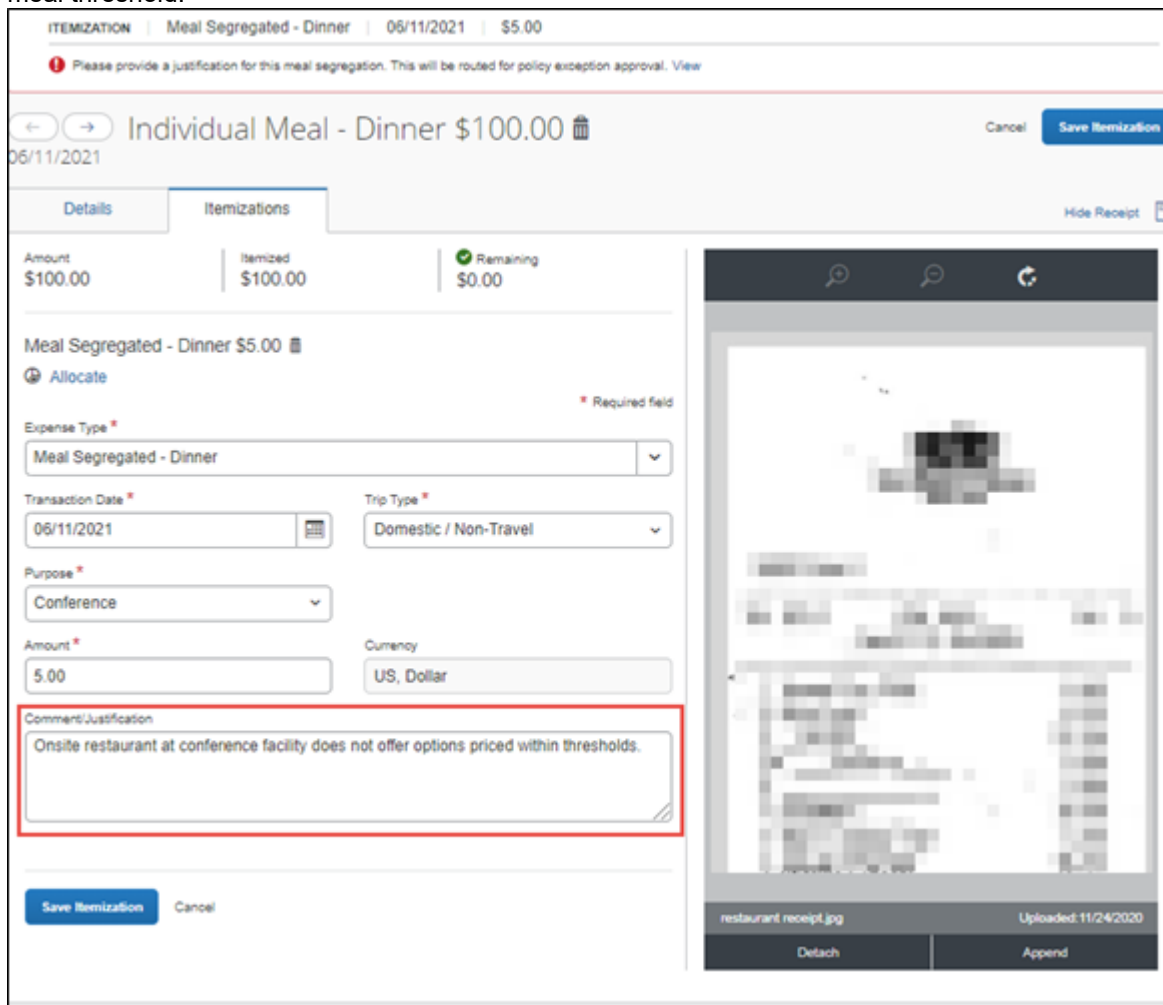 meal threshold.
ITEMIZATION | Meal Segregated - Dinner | 06/11/2021 | $5.00
Please provide a justification for this meal segregation. This will be routed for policy exception approval. View
Individual Meal - Dinner $100.00
Cancel Save Itemization
06/11/2021
Details Itemizations
Hide Receipt
Amount Itemized Remaining
$100.00 $100.00 $0.00
Meal Segregated - Dinner $5.00
Allocate
* Required field
Expense Type *
Meal Segregated - Dinner
Transaction Date * Trip Type *
06/11/2021 Domestic / Non-Travel
Purpose *
Conference
Amount * Currency
5.00 US, Dollar
Comment/Justification
Onsite restaurant at conference facility does not offer options priced within thresholds.
Save Itemization Cancel
restaurant receipt.jpg Uploaded:11/24/2020
Detach Append